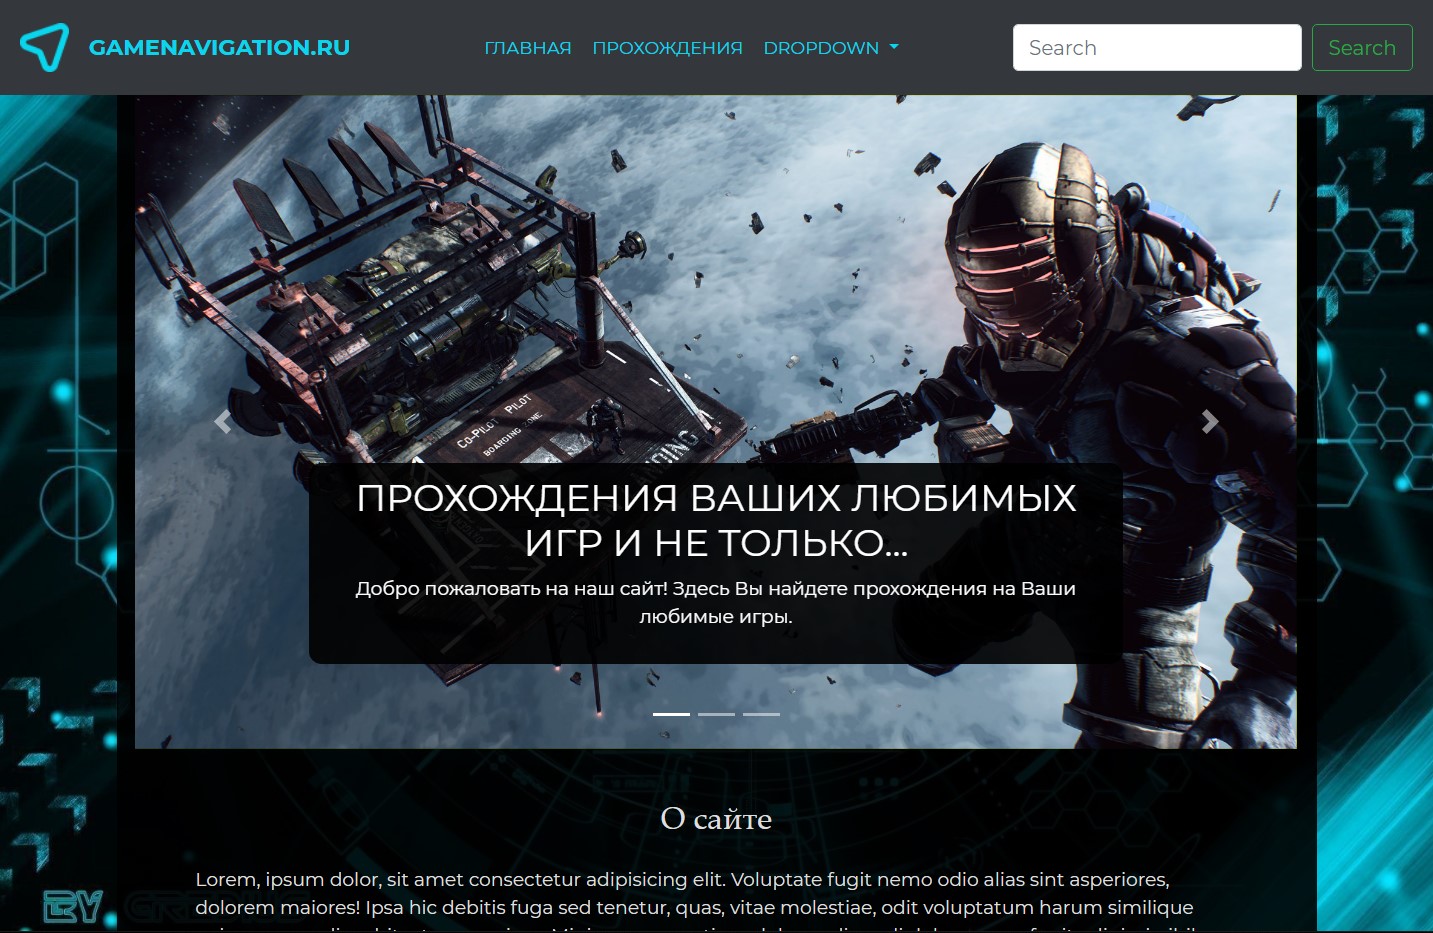 GAMENAVIGATION.RU
ГЛАВНАЯ ПРОХОЖДЕНИЯ DROPDOWN
Search Search
PILOT
CO-PILOT
BOARDING ZONE
ПРОХОЖДЕНИЯ ВАШИХ ЛЮБИМЫХ
ИГР И НЕ ТОЛЬКО...
Добро пожаловать на наш сайт! Здесь Вы найдете прохождения на Ваши
любимые игры.
О сайте
Lorem, ipsum dolor, sit amet consectetur adipisicing elit. Voluptate fugit nemo odio alias sint asperiores,
dolorem maiores! Ipsa hic debitis fuga sed tenetur, quas, vitae molestiae, odit voluptatum harum similique
BY